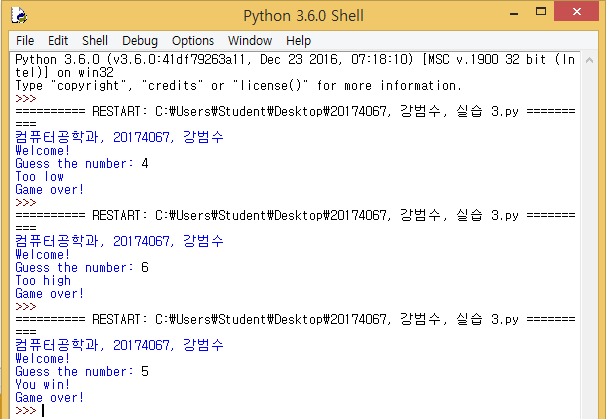 Python 3.6.0 Shell
File Edit Shell Debug Options Window Help
Python 3.6.0 (v3.6.0:41df79263a11, Dec 23 2016, 07:18:10) [MSC v.1900 32 bit (In
tel)] on win32
Type "copyright", "credits" or "license()" for more information.
>>>
========== RESTART: C:₩Users₩Student₩Desktop₩20174067, 강범수, 실습 3.py =======
===
컴퓨터공학과, 20174067, 강범수
Welcome!
Guess the number: 4
Too low
Game over!
>>>
========== RESTART: C:₩Users₩Student₩Desktop₩20174067, 강범수, 실습 3.py =======
===
컴퓨터공학과, 20174067, 강범수
Welcome!
Guess the number: 6
Too high
Game over!
>>>
========== RESTART: C:₩Users₩Student₩Desktop₩20174067, 강범수, 실습 3.py =======
===
컴퓨터공학과, 20174067, 강범수
Welcome!
Guess the number: 5
You win!
Game over!
>>>